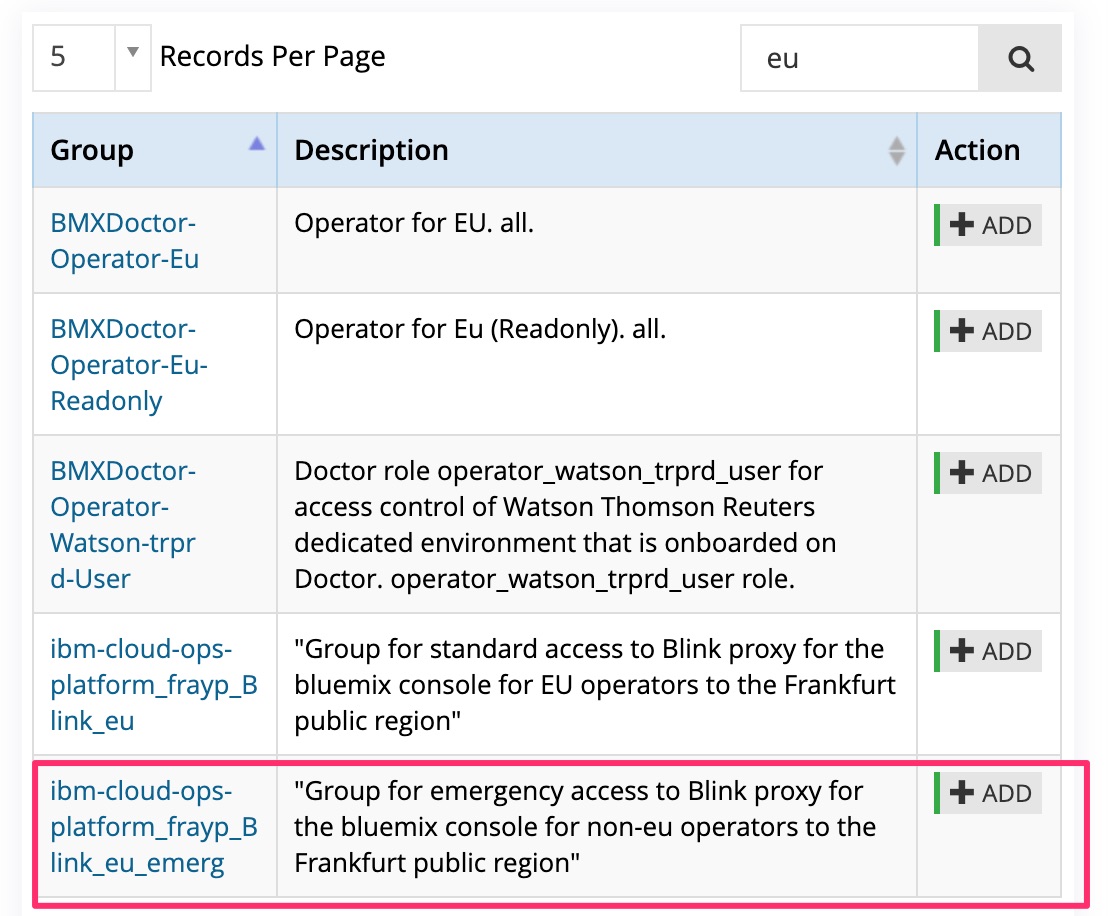 5 Records Per Page eu
Group Description Action
BMXDoctor- Operator for EU. all. ADD
Operator-Eu
BMXDoctor- Operator for Eu (Readonly). all. ADD
Operator-Eu-
Readonly
BMXDoctor- Doctor role operator_watson_trprd_user for ADD
Operator- access control of Watson Thomson Reuters
Watson-trpr dedicated environment that is onboarded on
d-User Doctor. operator_watson_trprd_user role.
ibm-cloud-ops- "Group for standard access to Blink proxy for the ADD
platform_frayp_B bluemix console for EU operators to the Frankfurt
link_eu public region"
ibm-cloud-ops- "Group for emergency access to Blink proxy for ADD
platform_frayp_B the bluemix console for non-eu operators to the
link_eu_emerg Frankfurt public region"